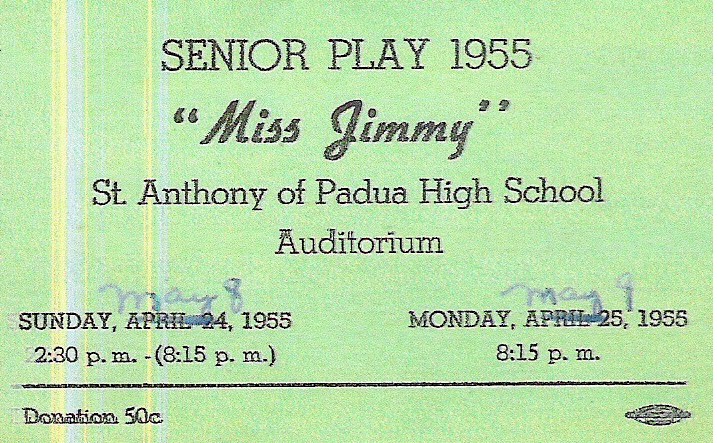 SENIOR PLAY 1955
"Miss Jimmy"
St. Anthony of Padua High School
Auditorium
may 8 may 9
SUNDAY, APRIL 24, 1955 MONDAY, APRIL 25, 1955
2:30 p. m. - (8:15 p. m.) 8:15 p. m.
Donation 50c